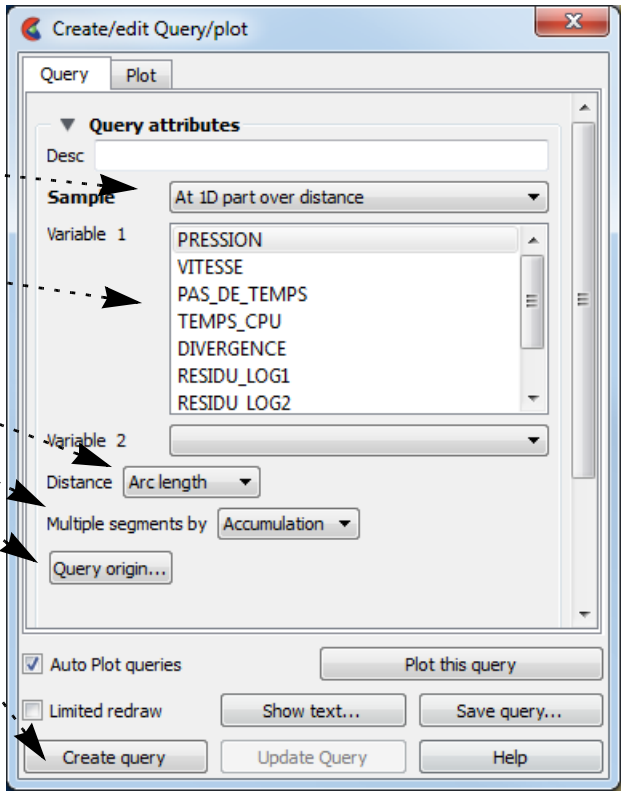 Create/edit Query/plot
Query Plot
Query attributes
Desc
Sample At 1D part over distance
Variable 1 PRESSION
VITESSE
PAS_DE_TEMPS
TEMPS_CPU
DIVERGENCE
RESIDU_LOG1
RESIDU_LOG2
Variable 2
Distance Arc length
Multiple segments by Accumulation
Query origin...
Auto Plot queries Plot this query
Limited redraw Show text... Save query...
Create query Update Query Help